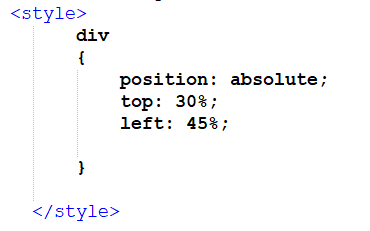 <style>
div
{
position: absolute;
top: 30%;
left: 45%;
}
</style>